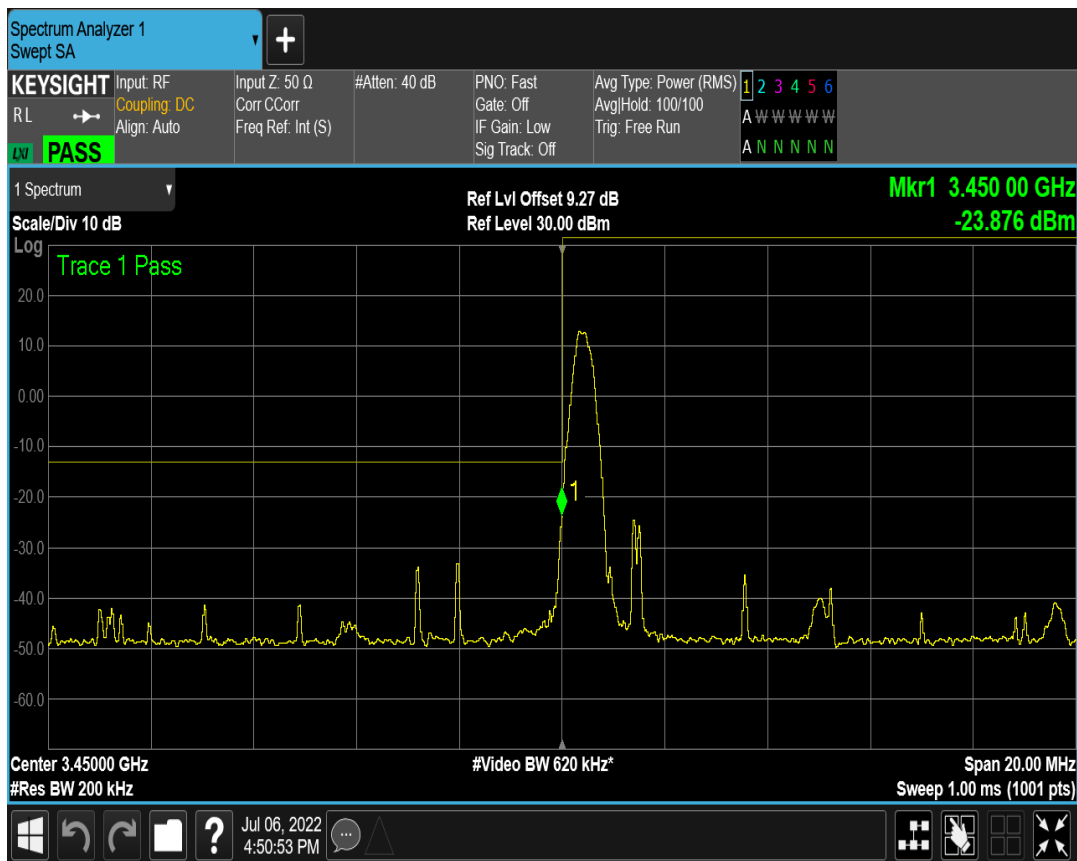 Spectrum Analyzer 1
Swept SA
+
KEYSIGHT
R L
LXI PASS
Input: RF
Coupling: DC
Align: Auto
Input Z: 50 Ω
Corr CCorr
Freq Ref: Int (S)
#Atten: 40 dB
PNO: Fast
Gate: Off
IF Gain: Low
Sig Track: Off
Avg Type: Power (RMS)
Avg|Hold: 100/100
Trig: Free Run
1 2 3 4 5 6
A W W W W W
A N N N N N
1 Spectrum
Scale/Div 10 dB
Ref Lvl Offset 9.27 dB
Ref Level 30.00 dBm
Mkr1 3.450 00 GHz
-23.876 dBm
Log
Trace 1 Pass
20.0
10.0
0.00
-10.0
-20.0
1
-30.0
-40.0
-50.0
-60.0
Center 3.45000 GHz
#Res BW 200 kHz
#Video BW 620 kHz*
Span 20.00 MHz
Sweep 1.00 ms (1001 pts)
?
Jul 06, 2022
4:50:53 PM